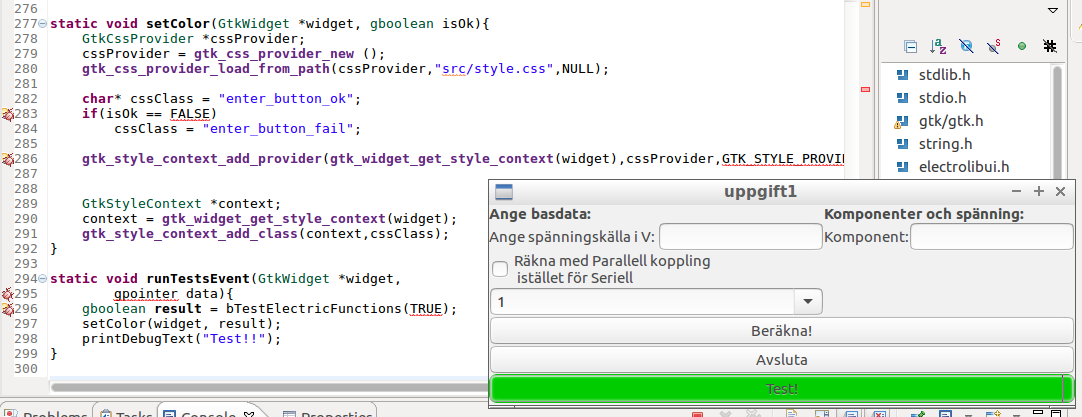 276
277 static void setColor(GtkWidget *widget, gboolean isOk){
278 GtkCssProvider *cssProvider;
279 cssProvider = gtk_css_provider_new ();
280 gtk_css_provider_load_from_path(cssProvider,"src/style.css",NULL);
281
282 char* cssClass = "enter_button_ok";
283 if(isOk == FALSE)
284 cssClass = "enter_button_fail";
285
286 gtk_style_context_add_provider(gtk_widget_get_style_context(widget),cssProvider,GTK_STYLE_PROVI
287
288
289 GtkStyleContext *context;
290 context = gtk_widget_get_style_context(widget);
291 gtk_style_context_add_class(context,cssClass);
292 }
293
294 static void runTestsEvent(GtkWidget *widget,
295 gpointer data){
296 gboolean result = bTestElectricFunctions(TRUE);
297 setColor(widget, result);
298 printDebugText("Test!!");
299 }
300
stdlib.h
stdio.h
gtk/gtk.h
string.h
electrolibui.h
uppgift1
Ange basdata:
Komponenter och spänning:
Ange spänningskälla i V:
Komponent:
Räkna med Parallell koppling
istället för Seriell
1
Beräkna!
Avsluta
Test!
Problems
Tasks
Console
Properties